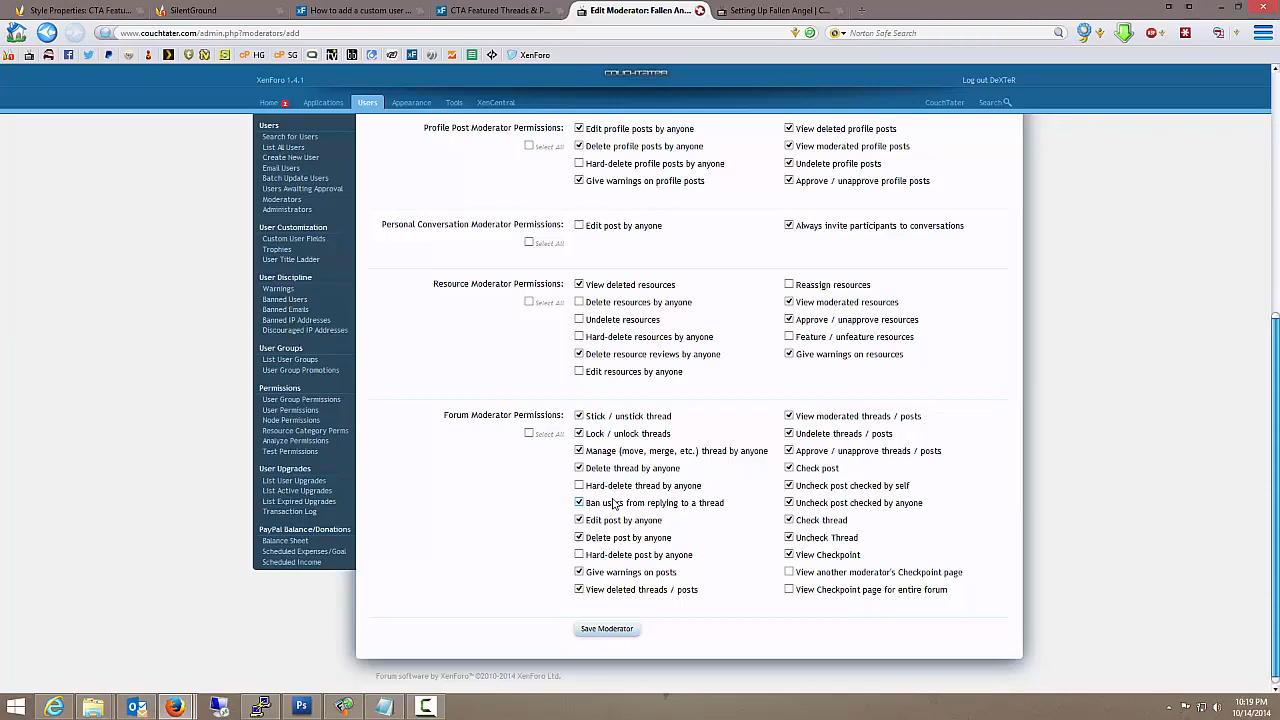 CTA Featured: Style Properties: CTA Feat...
SilentGround
How to add a custom user ...
CTA Featured Threads & P...
Edit Moderator: Fallen An...
Setting Up Fallen Angel | C...
www.couchtater.com/admin.php?moderators/add
Norton Safe Search
HG
SG
XenForo
XenForo 1.4.1
COUCHTATER
Log out DeXTeR
Home 2
Applications
Users
Appearance
Tools
XenCentral
CouchTater
Search
Users
Search for Users
List All Users
Create New User
Email Users
Batch Update Users
Users Awaiting Approval
Moderators
Administrators
User Customization
Custom User Fields
Trophies
User Title Ladder
User Discipline
Warnings
Banned Users
Banned Emails
Banned IP Addresses
Discouraged IP Addresses
User Groups
List User Groups
User Group Promotions
Permissions
User Group Permissions
User Permissions
Node Permissions
Resource Category Perms
Analyze Permissions
Test Permissions
User Upgrades
List User Upgrades
List Active Upgrades
List Expired Upgrades
Transaction Log
PayPal Balance/Donations
Balance Sheet
Scheduled Expenses/Goal
Scheduled Income
Profile Post Moderator Permissions:
Select All
Edit profile posts by anyone
Delete profile posts by anyone
Hard-delete profile posts by anyone
Give warnings on profile posts
View deleted profile posts
View moderated profile posts
Undelete profile posts
Approve / unapprove profile posts
Personal Conversation Moderator Permissions:
Select All
Edit post by anyone
Always invite participants to conversations
Resource Moderator Permissions:
Select All
View deleted resources
Delete resources by anyone
Undelete resources
Hard-delete resources by anyone
Delete resource reviews by anyone
Edit resources by anyone
Reassign resources
View moderated resources
Approve / unapprove resources
Feature / unfeature resources
Give warnings on resources
Forum Moderator Permissions:
Select All
Stick / unstick thread
Lock / unlock threads
Manage (move, merge, etc.) thread by anyone
Delete thread by anyone
Hard-delete thread by anyone
Ban users from replying to a thread
Edit post by anyone
Delete post by anyone
Hard-delete post by anyone
Give warnings on posts
View deleted threads / posts
View moderated threads / posts
Undelete threads / posts
Approve / unapprove threads / posts
Check post
Uncheck post checked by self
Uncheck post checked by anyone
Check thread
Uncheck Thread
View Checkpoint
View another moderator's Checkpoint page
View Checkpoint page for entire forum
Save Moderator
Forum software by XenForo ™ ©2010-2014 XenForo Ltd.
10:19 PM
10/14/2014